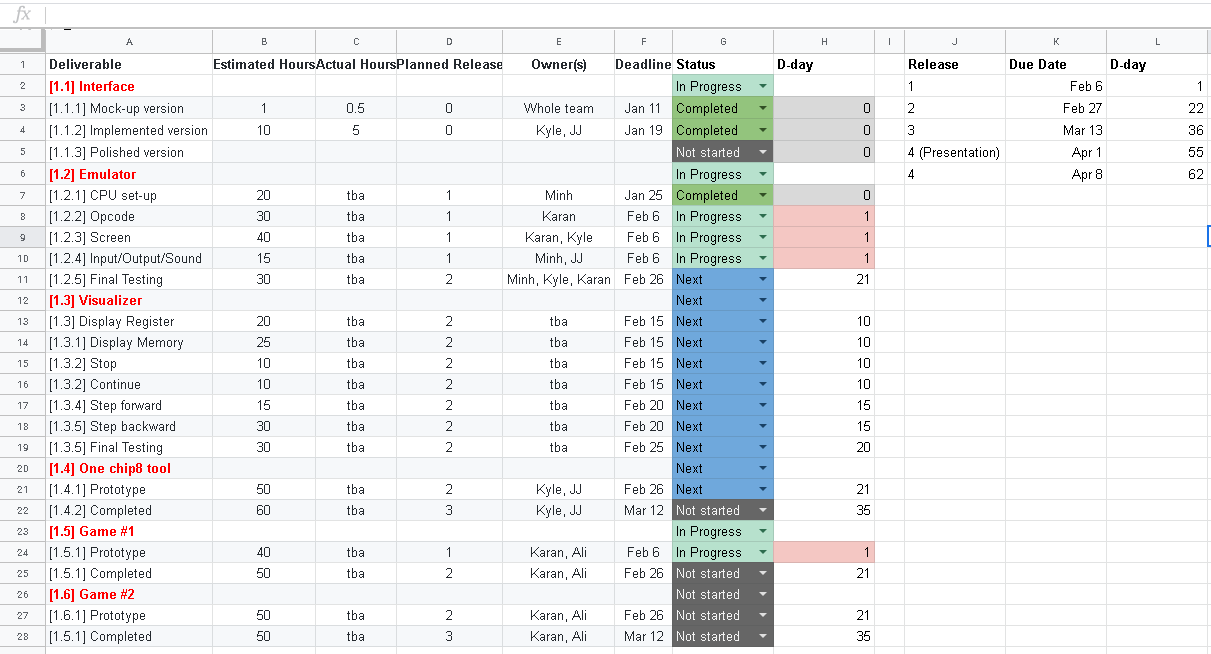 fx
A B C D E F G H I J K L
1 Deliverable Estimated Hours Actual Hours Planned Release Owner(s) Deadline Status D-day Release Due Date D-day
2 [1.1] Interface In Progress 1 Feb 6 1
3 [1.1.1] Mock-up version 1 0.5 0 Whole team Jan 11 Completed 0 2 Feb 27 22
4 [1.1.2] Implemented version 10 5 0 Kyle, JJ Jan 19 Completed 0 3 Mar 13 36
5 [1.1.3] Polished version Not started 0 4 (Presentation) Apr 1 55
6 [1.2] Emulator In Progress 4 Apr 8 62
7 [1.2.1] CPU set-up 20 tba 1 Minh Jan 25 Completed 0
8 [1.2.2] Opcode 30 tba 1 Karan Feb 6 In Progress 1
9 [1.2.3] Screen 40 tba 1 Karan, Kyle Feb 6 In Progress 1
10 [1.2.4] Input/Output/Sound 15 tba 1 Minh, JJ Feb 6 In Progress 1
11 [1.2.5] Final Testing 30 tba 2 Minh, Kyle, Karan Feb 26 Next 21
12 [1.3] Visualizer Next
13 [1.3] Display Register 20 tba 2 tba Feb 15 Next 10
14 [1.3.1] Display Memory 25 tba 2 tba Feb 15 Next 10
15 [1.3.2] Stop 10 tba 2 tba Feb 15 Next 10
16 [1.3.2] Continue 10 tba 2 tba Feb 15 Next 10
17 [1.3.4] Step forward 15 tba 2 tba Feb 20 Next 15
18 [1.3.5] Step backward 30 tba 2 tba Feb 20 Next 15
19 [1.3.5] Final Testing 30 tba 2 tba Feb 25 Next 20
20 [1.4] One chip8 tool Next
21 [1.4.1] Prototype 50 tba 2 Kyle, JJ Feb 26 Next 21
22 [1.4.2] Completed 60 tba 3 Kyle, JJ Mar 12 Not started 35
23 [1.5] Game #1 In Progress
24 [1.5.1] Prototype 40 tba 1 Karan, Ali Feb 6 In Progress 1
25 [1.5.1] Completed 50 tba 2 Karan, Ali Feb 26 Not started 21
26 [1.6] Game #2 Not started
27 [1.6.1] Prototype 50 tba 2 Karan, Ali Feb 26 Not started 21
28 [1.5.1] Completed 50 tba 3 Karan, Ali Mar 12 Not started 35